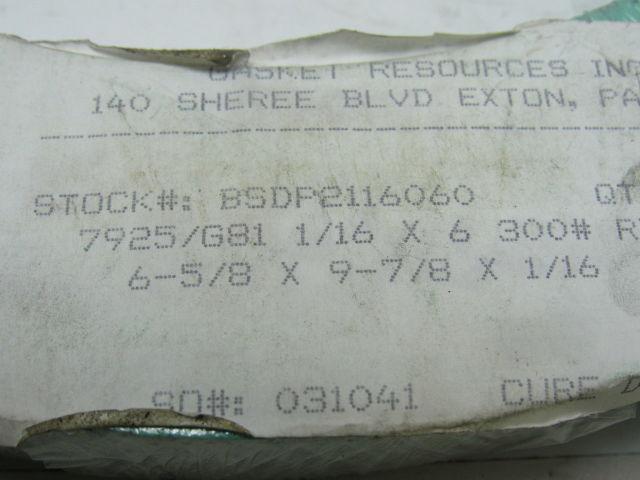 GASKET RESOURCES INC
140 SHEREE BLVD EXTON, PA
STOCK#: BSDP2116060 QT
7925/G81 1/16 X 6 300# R
6-5/8 X 9-7/8 X 1/16
SO#: 031041 CUBE D